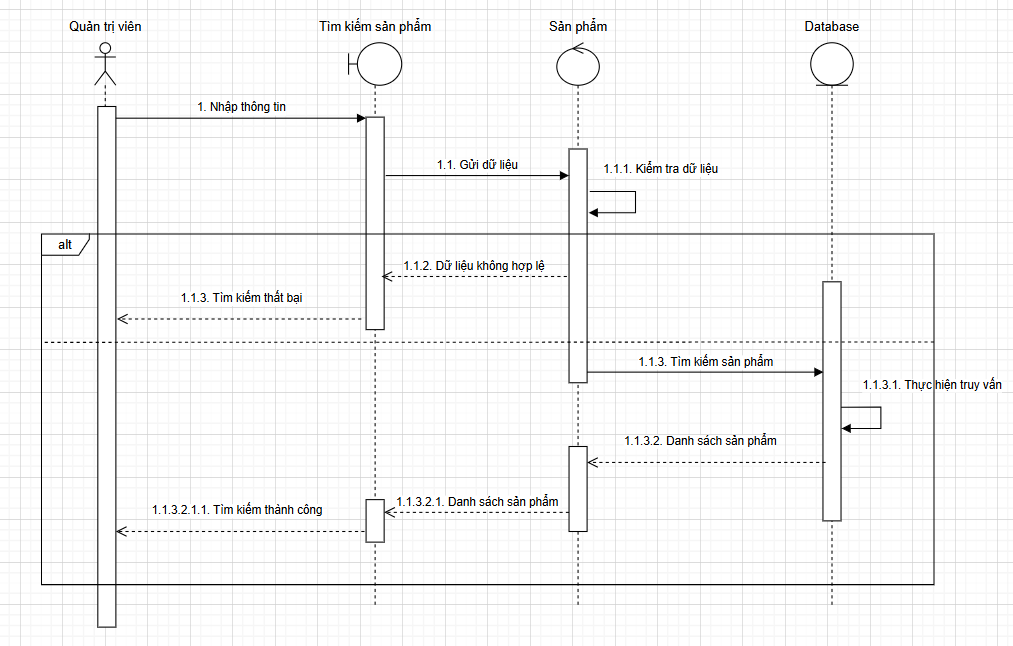 Quản trị viên
Tìm kiếm sản phẩm
Sản phẩm
Database
1. Nhập thông tin
1.1. Gửi dữ liệu
1.1.1. Kiểm tra dữ liệu
alt
1.1.2. Dữ liệu không hợp lệ
1.1.3. Tìm kiếm thất bại
1.1.3. Tìm kiếm sản phẩm
1.1.3.1. Thực hiện truy vấn
1.1.3.2. Danh sách sản phẩm
1.1.3.2.1. Danh sách sản phẩm
1.1.3.2.1.1. Tìm kiếm thành công